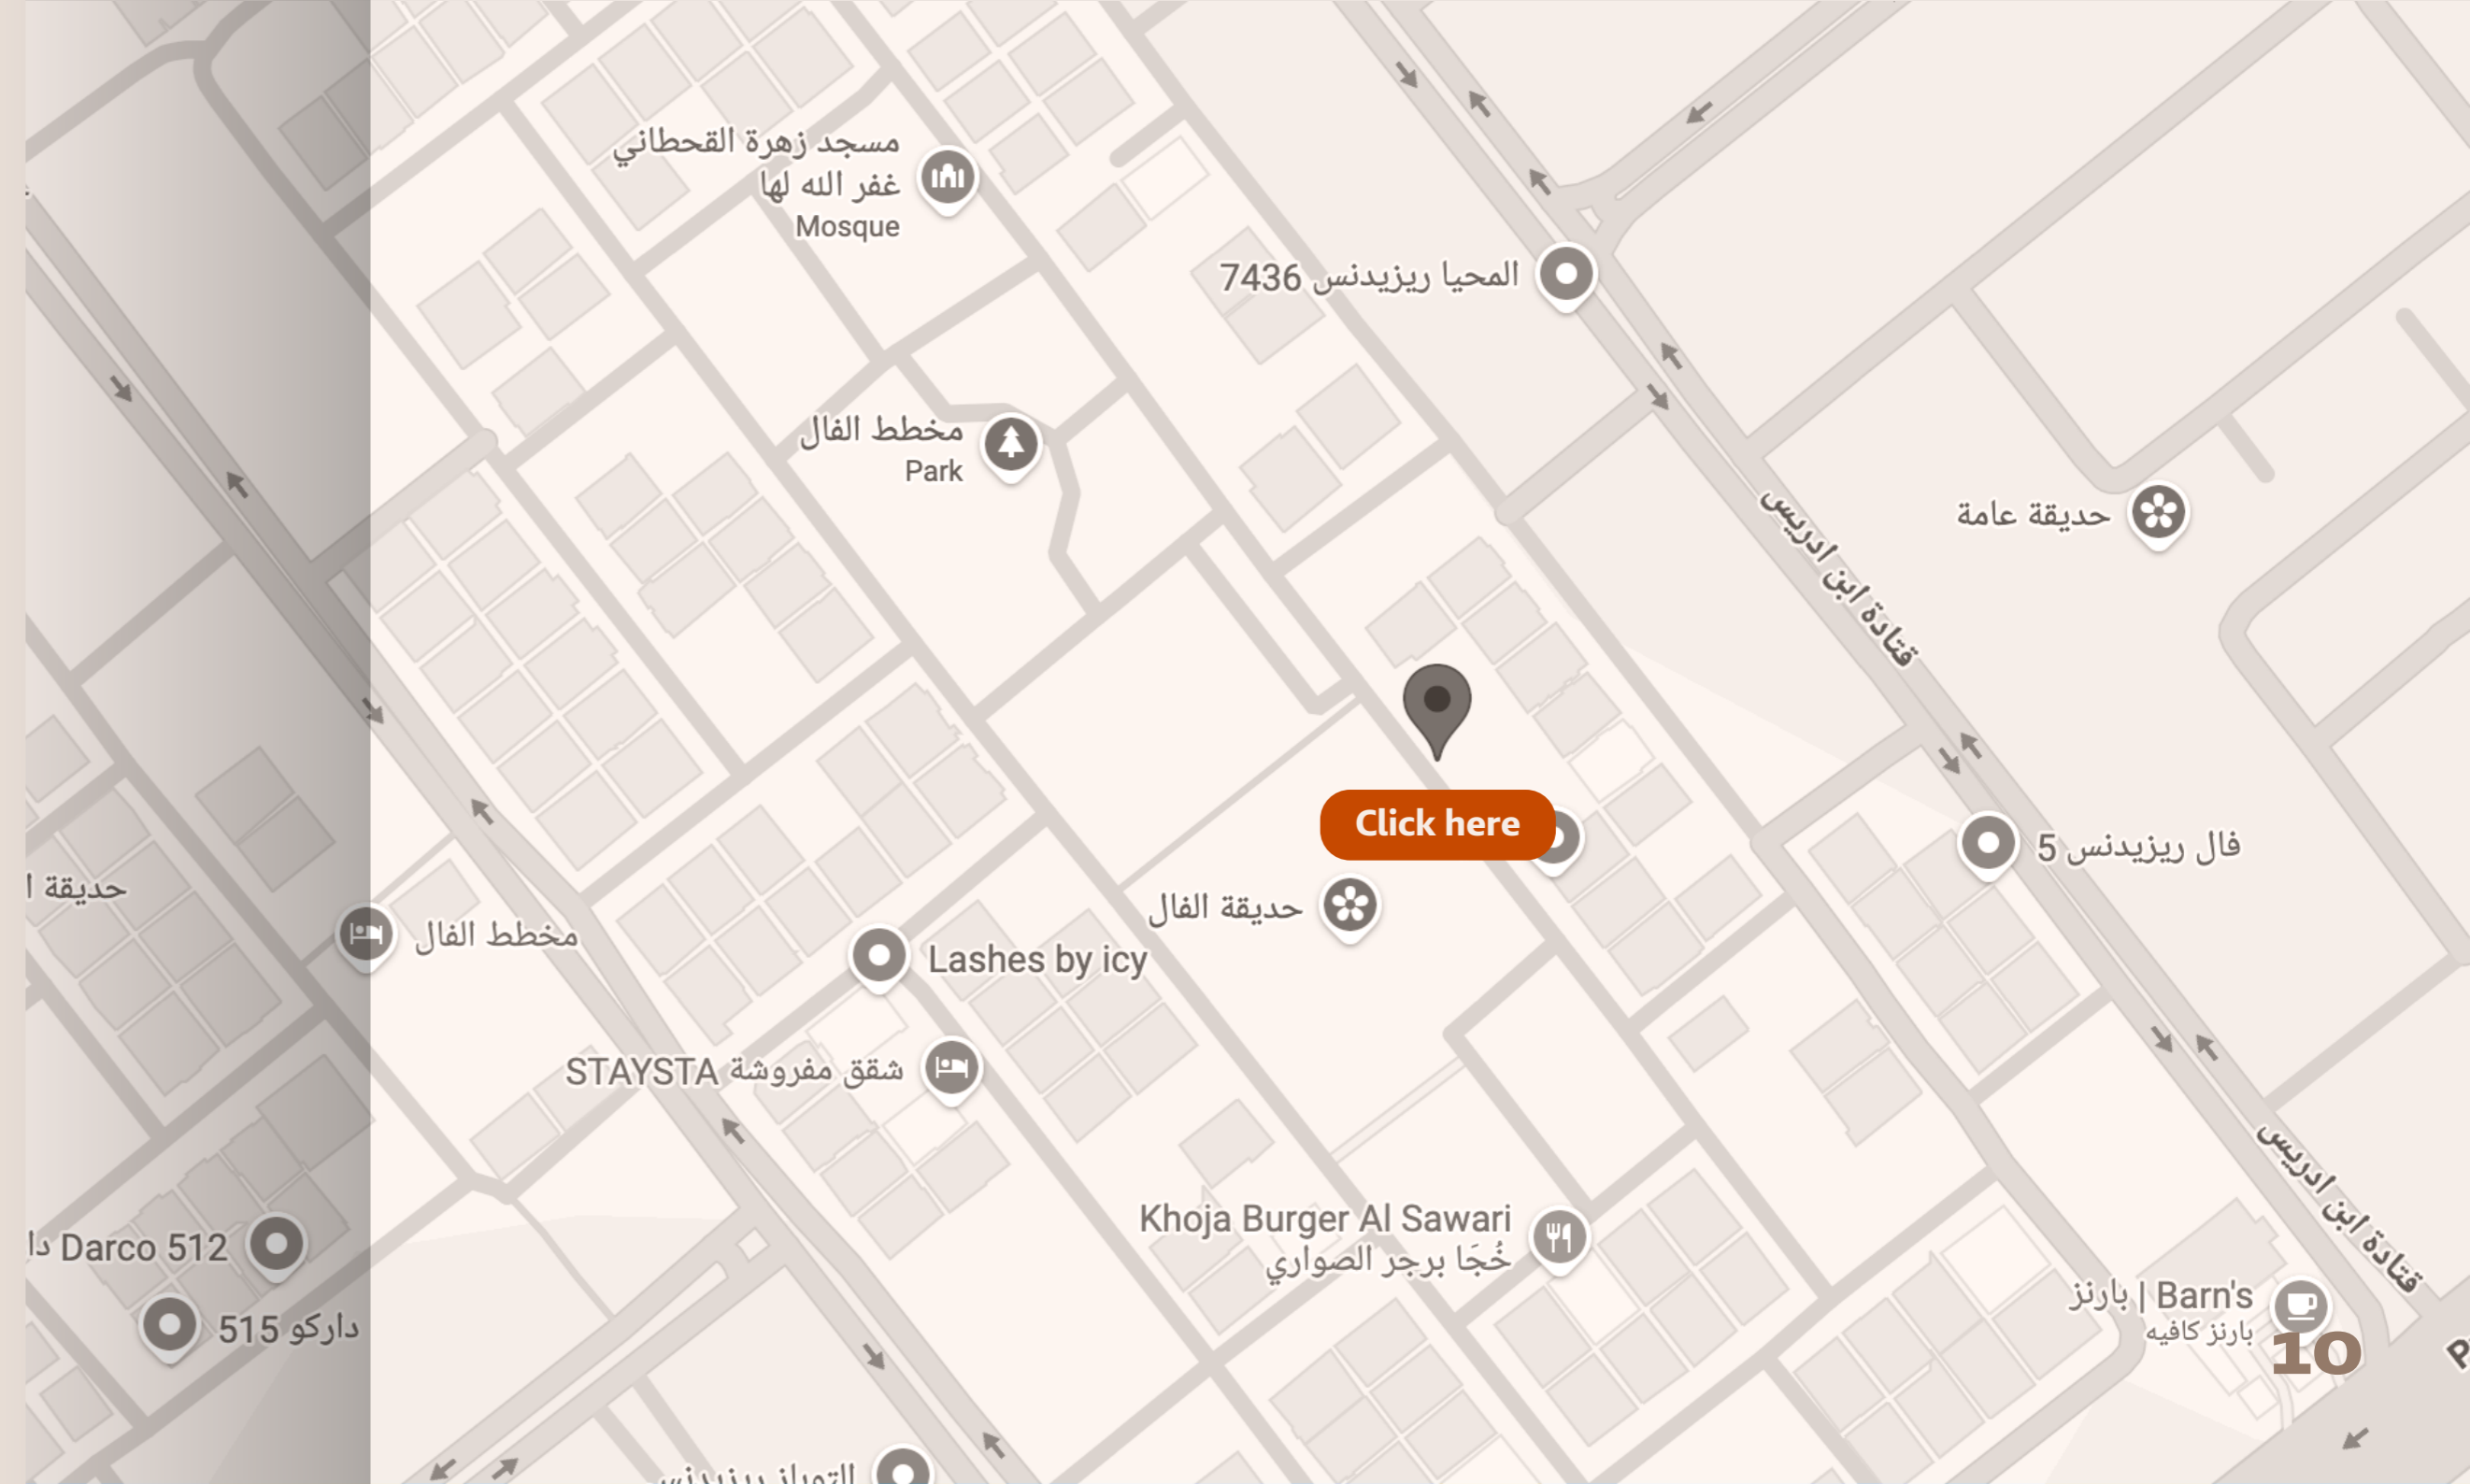 مسجد زهرة القحطاني
غفر الله لها
Mosque
المحيا ريزيدنس 7436
مخطط الفال
Park
حديقة عامة
قتادة ابن ادريس
Click here
فال ريزيدنس 5
حديقة ا
حديقة الفال
مخطط الفال
Lashes by icy
شقق مفروشة STAYSTA
قتادة ابن ادريس
Khoja Burger Al Sawari
خُجَا برجر الصواري
Darco 512 دا
Barn's | بارنز
بارنز كافيه
داركو 515
10